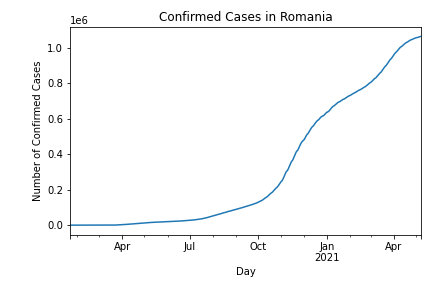 Confirmed Cases in Romania
1e6
1.0
0.8
0.6
0.4
0.2
0.0
Number of Confirmed Cases
Apr Jul Oct Jan Apr
2021
Day